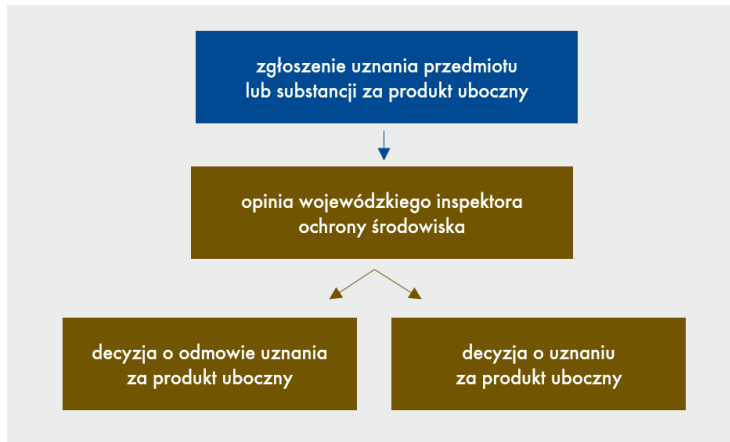 zgłoszenie uznania przedmiotu
lub substancji za produkt uboczny
opinia wojewódzkiego inspektora
ochrony środowiska
decyzja o odmowie uznania
za produkt uboczny
decyzja o uznaniu
za produkt uboczny